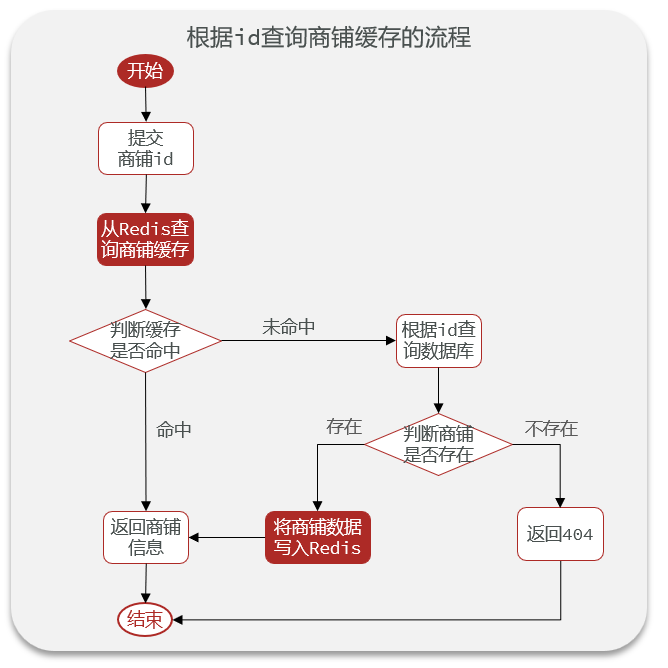 根据id查询商铺缓存的流程
开始
提交
商铺id
从Redis查
询商铺缓存
判断缓存
是否命中
未命中
根据id查
询数据库
命中
存在
判断商铺
是否存在
不存在
返回商铺
信息
将商铺数据
写入Redis
返回404
结束